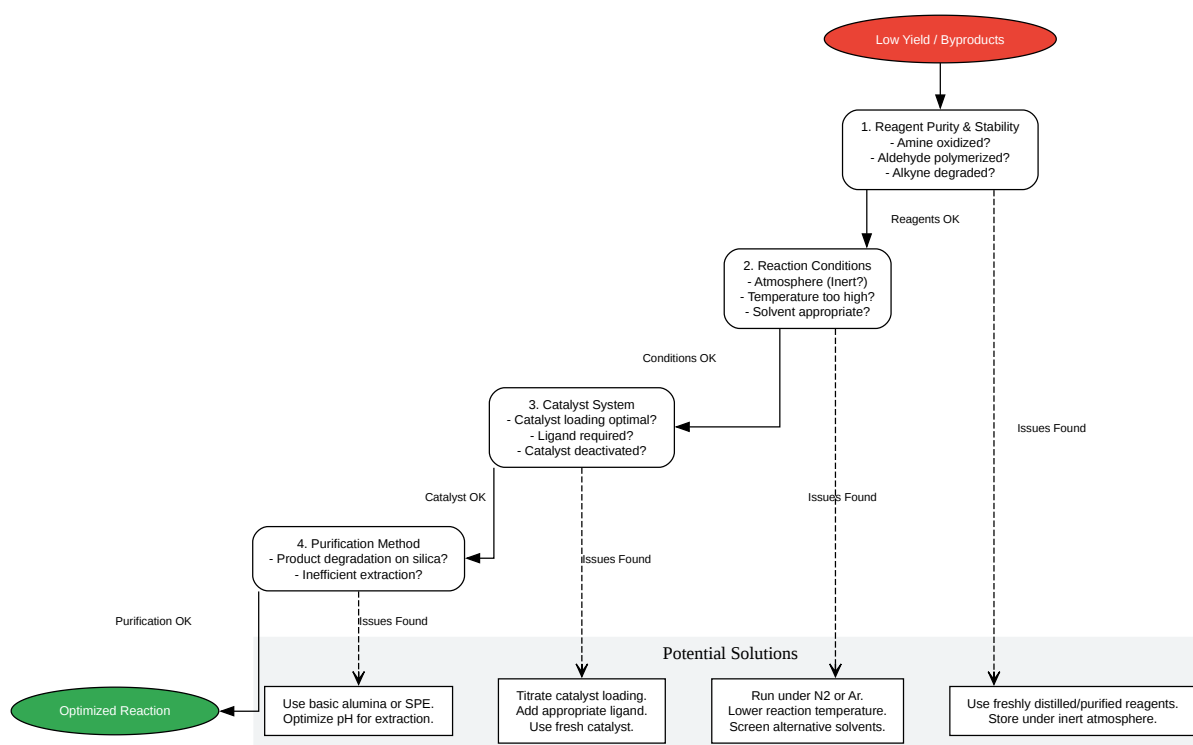 Low Yield / Byproducts
1. Reagent Purity & Stability
- Amine oxidized?
- Aldehyde polymerized?
- Alkyne degraded?
Reagents OK
2. Reaction Conditions
- Atmosphere (Inert?)
- Temperature too high?
- Solvent appropriate?
Conditions OK
3. Catalyst System
- Catalyst loading optimal?
- Ligand required?
- Catalyst deactivated?
Issues Found
Catalyst OK
Issues Found
4. Purification Method
- Product degradation on silica?
- Inefficient extraction?
Issues Found
Purification OK
Issues Found
Potential Solutions
Optimized Reaction
Use basic alumina or SPE.
Optimize pH for extraction.
Titrate catalyst loading.
Add appropriate ligand.
Use fresh catalyst.
Run under N2 or Ar.
Lower reaction temperature.
Screen alternative solvents.
Use freshly distilled/purified reagents.
Store under inert atmosphere.